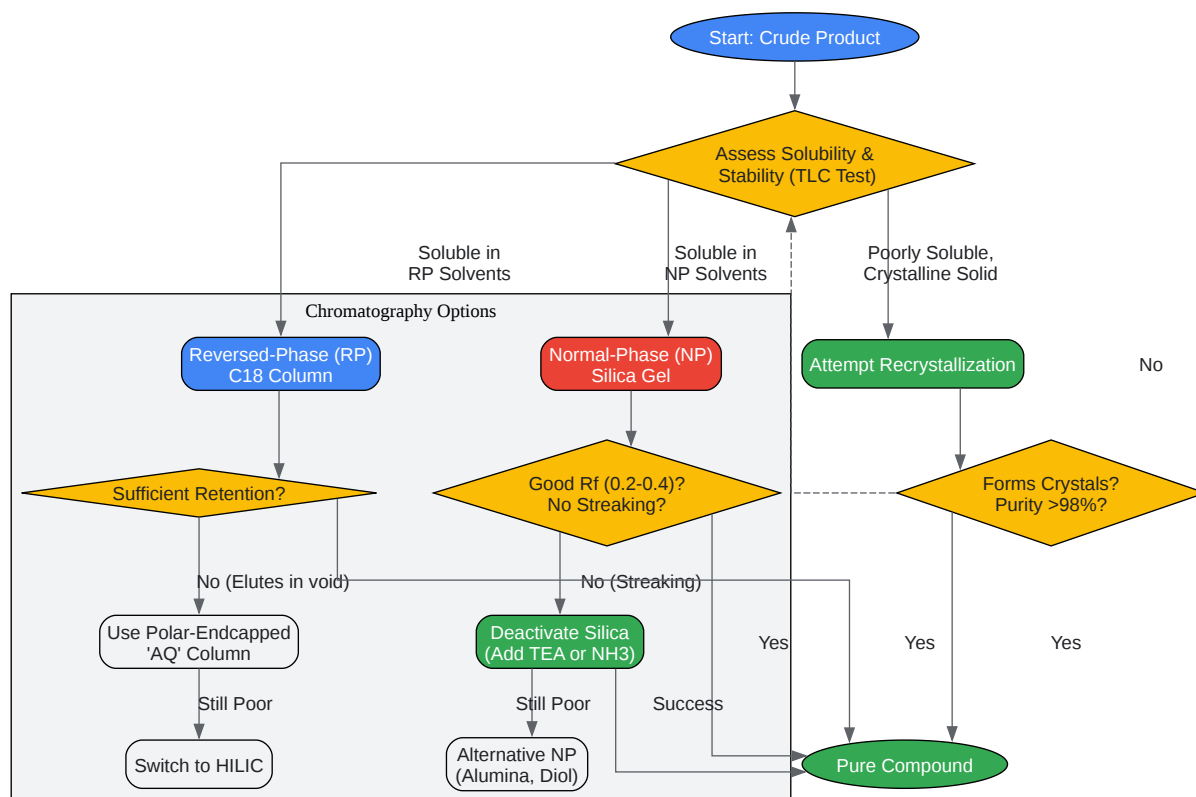 Start: Crude Product
Assess Solubility &
Stability (TLC Test)
Soluble in
RP Solvents
Soluble in
NP Solvents
Poorly Soluble,
Crystalline Solid
Chromatography Options
Reversed-Phase (RP)
C18 Column
Normal-Phase (NP)
Silica Gel
Attempt Recrystallization
No
Sufficient Retention?
Good Rf (0.2-0.4)?
No Streaking?
Forms Crystals?
Purity >98%?
No (Elutes in void)
No (Streaking)
Use Polar-Endcapped
'AQ' Column
Deactivate Silica
(Add TEA or NH3)
Yes
Yes
Yes
Still Poor
Still Poor
Success
Switch to HILIC
Alternative NP
(Alumina, Diol)
Pure Compound